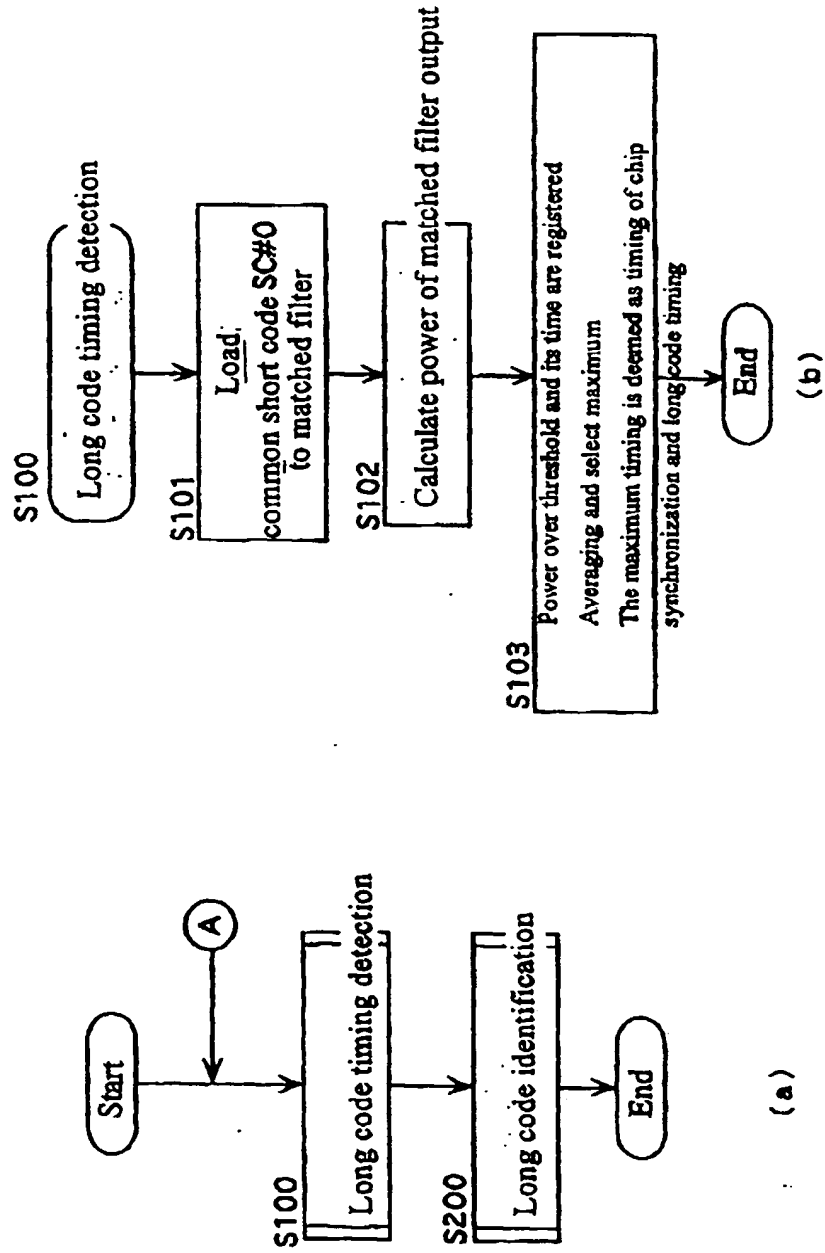 Start
A
S100
Long code timing detection
S200
Long code identification
End
(a)
S100
Long code timing detection
S101
Load
common short code SC#0
to matched filter
S102
Calculate power of matched filter output
S103
Power over threshold and its time are registered
Averaging and select maximum
The maximum timing is deemed as timing of chip
synchronization and long code timing
End
(b)